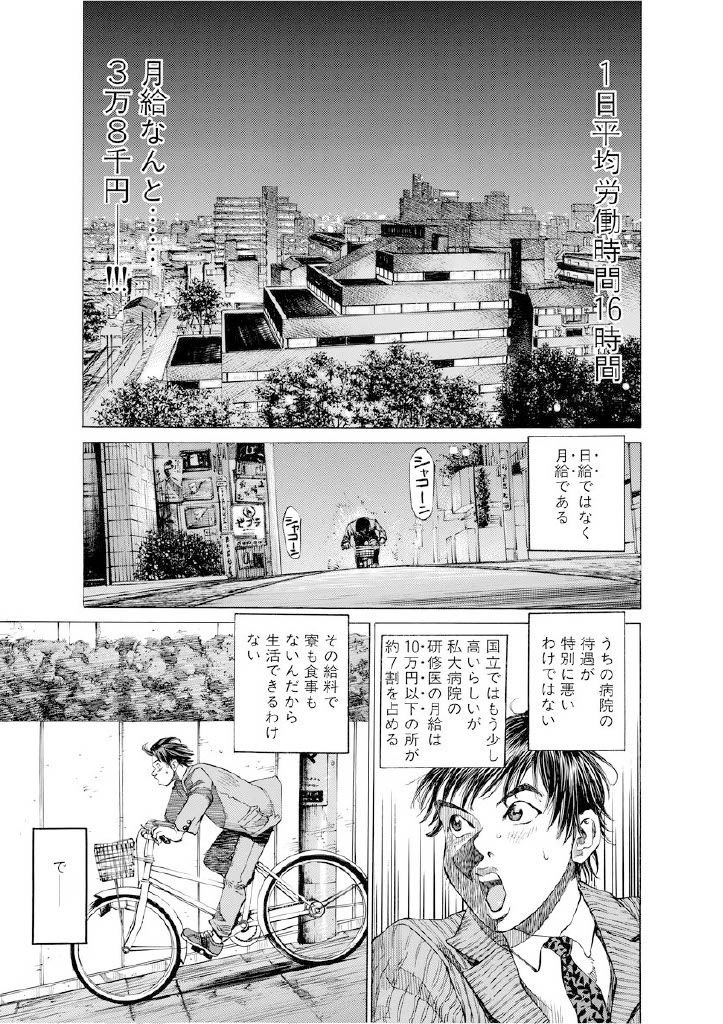 1日平均労働時間16時間
月給なんと……
3万8千円――!!!
日給ではなく
月給である
シャコーン
シャコーン
ゼブラ
うちの病院の
待遇が
特別に悪い
わけではない
国立ではもう少し
高いらしいが
私大病院の
研修医の月給は
10万円以下の所が
約7割を占める
その給料で
寮も食事も
ないんだから
生活できるわけ
ない
で――